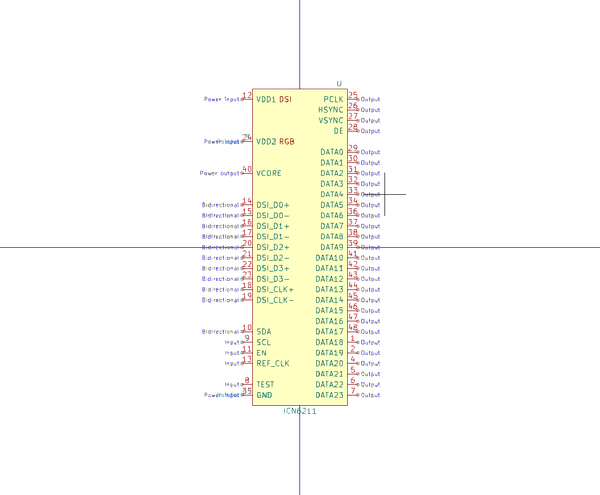 U
Power Input 12 VDD1 DSI PCLK 25 Output
HSYNC 26 Output
VSYNC 27 Output
DE 28 Output
24 VDD2 RGB
DATA0 29 Output
DATA1 30 Output
Power output 40 VCORE DATA2 31 Output
DATA3 32 Output
DATA4 33 Output
Bidirectional 14 DSI_D0+ DATA5 34 Output
Bidirectional 15 DSI_D0- DATA6 36 Output
Bidirectional 16 DSI_D1+ DATA7 37 Output
Bidirectional 17 DSI_D1- DATA8 38 Output
Bidirectional 20 DSI_D2+ DATA9 39 Output
Bidirectional 21 DSI_D2- DATA10 41 Output
Bidirectional 22 DSI_D3+ DATA11 42 Output
Bidirectional 23 DSI_D3- DATA12 43 Output
Bidirectional 18 DSI_CLK+ DATA13 44 Output
Bidirectional 19 DSI_CLK- DATA14 45 Output
DATA15 46 Output
DATA16 47 Output
Bidirectional 10 SDA DATA17 48 Output
Input 9 SCL DATA18 1 Output
Input 11 EN DATA19 2 Output
Input 13 REF_CLK DATA20 4 Output
DATA21 5 Output
Input 8 TEST DATA22 6 Output
35 GND DATA23 7 Output
ICN6211